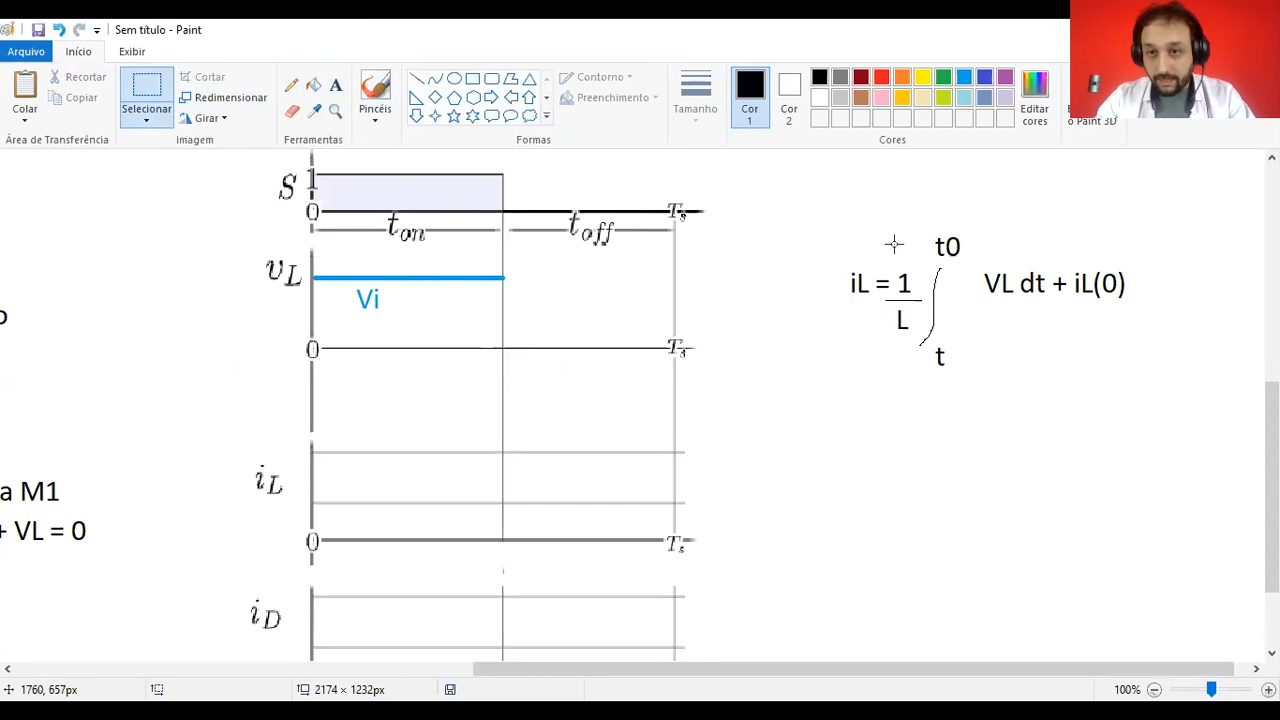 Sem título - Paint
Arquivo Início Exibir
Colar
Recortar
Copiar
Área de Transferência
Selecionar
Cortar
Redimensionar
Girar
Imagem
A
Ferramentas
Pincéis
Contorno
Preenchimento
Formas
Tamanho
Cor 1
Cor 2
Editar cores
o Paint 3D
Cores
S 1
0 Ts
ton toff
vL
Vi
0 Ts
iL
0 Ts
iD
o
a M1
+ VL = 0
t0
iL = 1 VL dt + iL(0)
L
t
1760, 657px 2174 × 1232px 100%